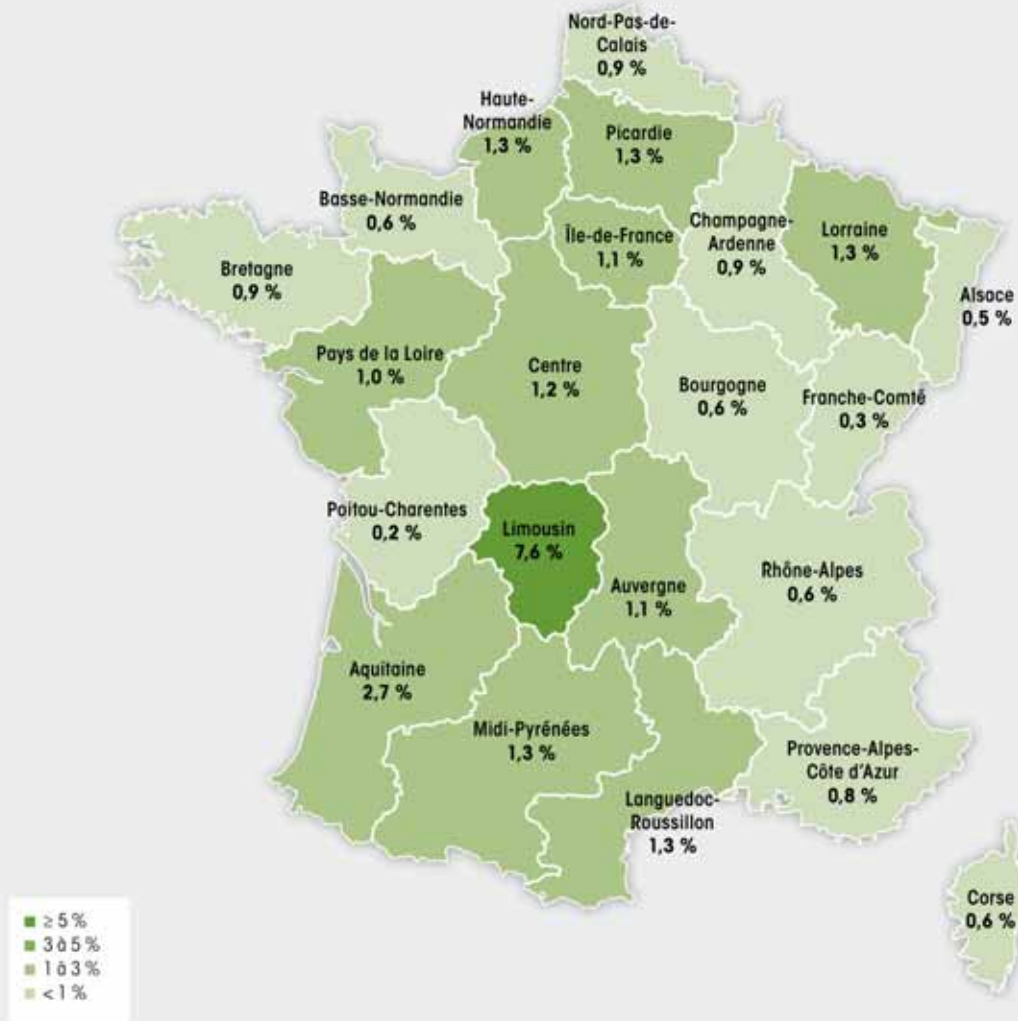 Nord-Pas-de-
Calais
0,9 %
Haute-
Normandie
1,3 %
Picardie
1,3 %
Basse-Normandie
0,6 %
Île-de-France
1,1 %
Champagne-
Ardenne
0,9 %
Lorraine
1,3 %
Alsace
0,5 %
Bretagne
0,9 %
Pays de la Loire
1,0 %
Centre
1,2 %
Bourgogne
0,6 %
Franche-Comté
0,3 %
Poitou-Charentes
0,2 %
Limousin
7,6 %
Auvergne
1,1 %
Rhône-Alpes
0,6 %
Aquitaine
2,7 %
Midi-Pyrénées
1,3 %
Languedoc-
Roussillon
1,3 %
Provence-Alpes-
Côte d'Azur
0,8 %
Corse
0,6 %
≥ 5 %
3 à 5 %
1 à 3 %
< 1 %